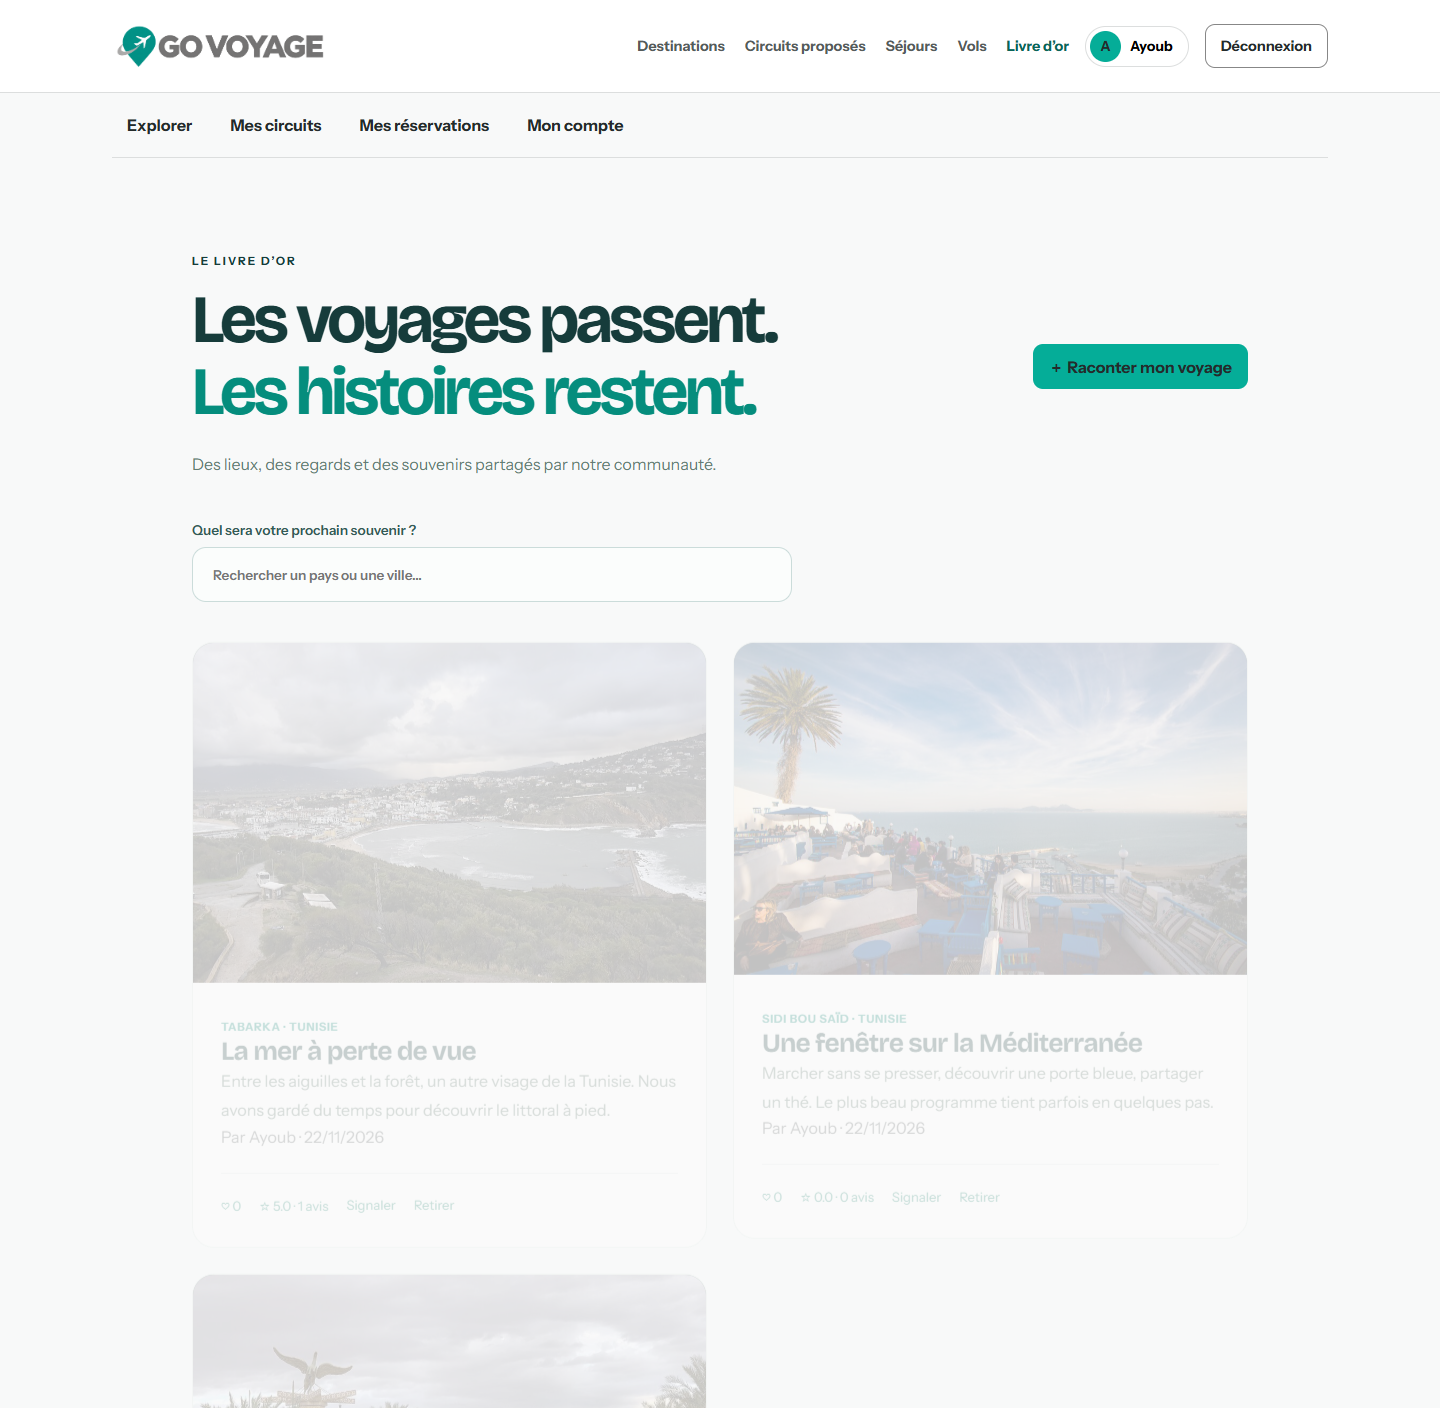 GO VOYAGE
Destinations Circuits proposés Séjours Vols Livre d’or A Ayoub Déconnexion
Explorer Mes circuits Mes réservations Mon compte
LE LIVRE D’OR
Les voyages passent.
Les histoires restent.
+ Raconter mon voyage
Des lieux, des regards et des souvenirs partagés par notre communauté.
Quel sera votre prochain souvenir ?
Rechercher un pays ou une ville...
TABARKA · TUNISIE
La mer à perte de vue
Entre les aiguilles et la forêt, un autre visage de la Tunisie. Nous
avons gardé du temps pour découvrir le littoral à pied.
Par Ayoub · 22/11/2026
♡ 0 ☆ 5.0 · 1 avis Signaler Retirer
SIDI BOU SAÏD · TUNISIE
Une fenêtre sur la Méditerranée
Marcher sans se presser, découvrir une porte bleue, partager
un thé. Le plus beau programme tient parfois en quelques pas.
Par Ayoub · 22/11/2026
♡ 0 ☆ 0.0 · 0 avis Signaler Retirer